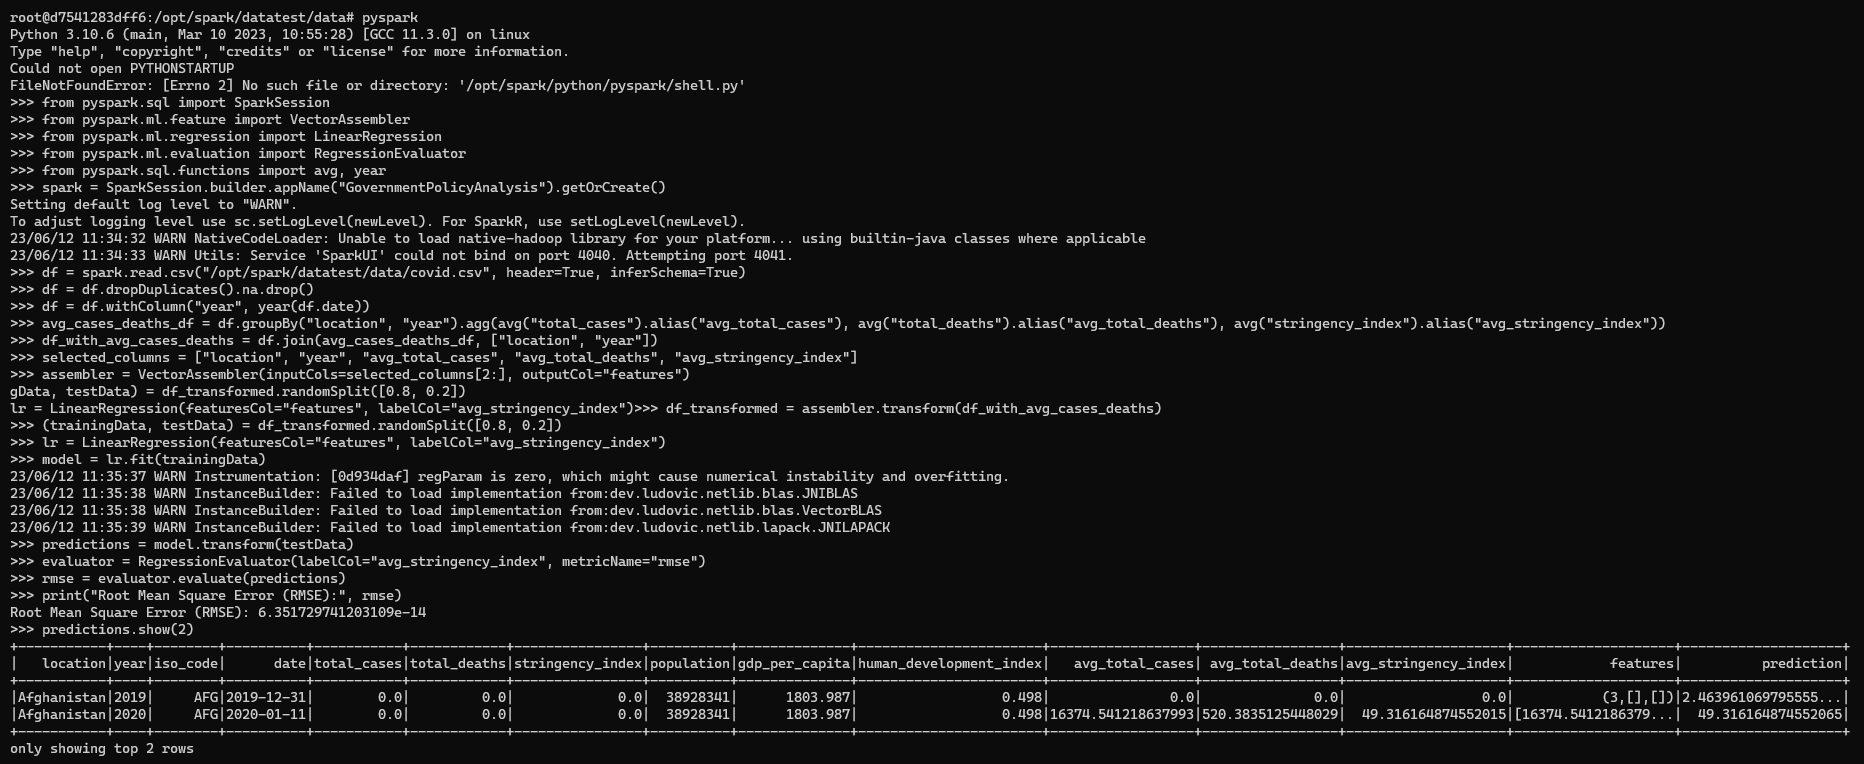 root@d7541283dff6:/opt/spark/datatest/data# pyspark
Python 3.10.6 (main, Mar 10 2023, 10:55:28) [GCC 11.3.0] on linux
Type "help", "copyright", "credits" or "license" for more information.
Could not open PYTHONSTARTUP
FileNotFoundError: [Errno 2] No such file or directory: '/opt/spark/python/pyspark/shell.py'
>>> from pyspark.sql import SparkSession
>>> from pyspark.ml.feature import VectorAssembler
>>> from pyspark.ml.regression import LinearRegression
>>> from pyspark.ml.evaluation import RegressionEvaluator
>>> from pyspark.sql.functions import avg, year
>>> spark = SparkSession.builder.appName("GovernmentPolicyAnalysis").getOrCreate()
Setting default log level to "WARN".
To adjust logging level use sc.setLogLevel(newLevel). For SparkR, use setLogLevel(newLevel).
23/06/12 11:34:32 WARN NativeCodeLoader: Unable to load native-hadoop library for your platform... using builtin-java classes where applicable
23/06/12 11:34:33 WARN Utils: Service 'SparkUI' could not bind on port 4040. Attempting port 4041.
>>> df = spark.read.csv("/opt/spark/datatest/data/covid.csv", header=True, inferSchema=True)
>>> df = df.dropDuplicates().na.drop()
>>> df = df.withColumn("year", year(df.date))
>>> avg_cases_deaths_df = df.groupBy("location", "year").agg(avg("total_cases").alias("avg_total_cases"), avg("total_deaths").alias("avg_total_deaths"), avg("stringency_index").alias("avg_stringency_index"))
>>> df_with_avg_cases_deaths = df.join(avg_cases_deaths_df, ["location", "year"])
>>> selected_columns = ["location", "year", "avg_total_cases", "avg_total_deaths", "avg_stringency_index"]
>>> assembler = VectorAssembler(inputCols=selected_columns[2:], outputCol="features")
gData, testData) = df_transformed.randomSplit([0.8, 0.2])
lr = LinearRegression(featuresCol="features", labelCol="avg_stringency_index")>>> df_transformed = assembler.transform(df_with_avg_cases_deaths)
>>> (trainingData, testData) = df_transformed.randomSplit([0.8, 0.2])
>>> lr = LinearRegression(featuresCol="features", labelCol="avg_stringency_index")
>>> model = lr.fit(trainingData)
23/06/12 11:35:37 WARN Instrumentation: [0d934daf] regParam is zero, which might cause numerical instability and overfitting.
23/06/12 11:35:38 WARN InstanceBuilder: Failed to load implementation from:dev.ludovic.netlib.blas.JNIBLAS
23/06/12 11:35:38 WARN InstanceBuilder: Failed to load implementation from:dev.ludovic.netlib.blas.VectorBLAS
23/06/12 11:35:39 WARN InstanceBuilder: Failed to load implementation from:dev.ludovic.netlib.lapack.JNILAPACK
>>> predictions = model.transform(testData)
>>> evaluator = RegressionEvaluator(labelCol="avg_stringency_index", metricName="rmse")
>>> rmse = evaluator.evaluate(predictions)
>>> print("Root Mean Square Error (RMSE):", rmse)
Root Mean Square Error (RMSE): 6.351729741203109e-14
>>> predictions.show(2)
+-----------+----+--------+----------+-----------+------------+----------------+----------+--------------+-----------------------+------------------+-----------------+--------------------+--------------------+--------------------+
|   location|year|iso_code|      date|total_cases|total_deaths|stringency_index|population|gdp_per_capita|human_development_index|   avg_total_cases| avg_total_deaths|avg_stringency_index|            features|          prediction|
+-----------+----+--------+----------+-----------+------------+----------------+----------+--------------+-----------------------+------------------+-----------------+--------------------+--------------------+--------------------+
|Afghanistan|2019|     AFG|2019-12-31|        0.0|         0.0|             0.0|  38928341|      1803.987|                  0.498|               0.0|              0.0|                 0.0|           (3,[],[])|2.463961069795555...|
|Afghanistan|2020|     AFG|2020-01-11|        0.0|         0.0|             0.0|  38928341|      1803.987|                  0.498|16374.541218637993|520.3835125448029|  49.316164874552015|[16374.5412186379...|  49.316164874552065|
+-----------+----+--------+----------+-----------+------------+----------------+----------+--------------+-----------------------+------------------+-----------------+--------------------+--------------------+--------------------+
only showing top 2 rows